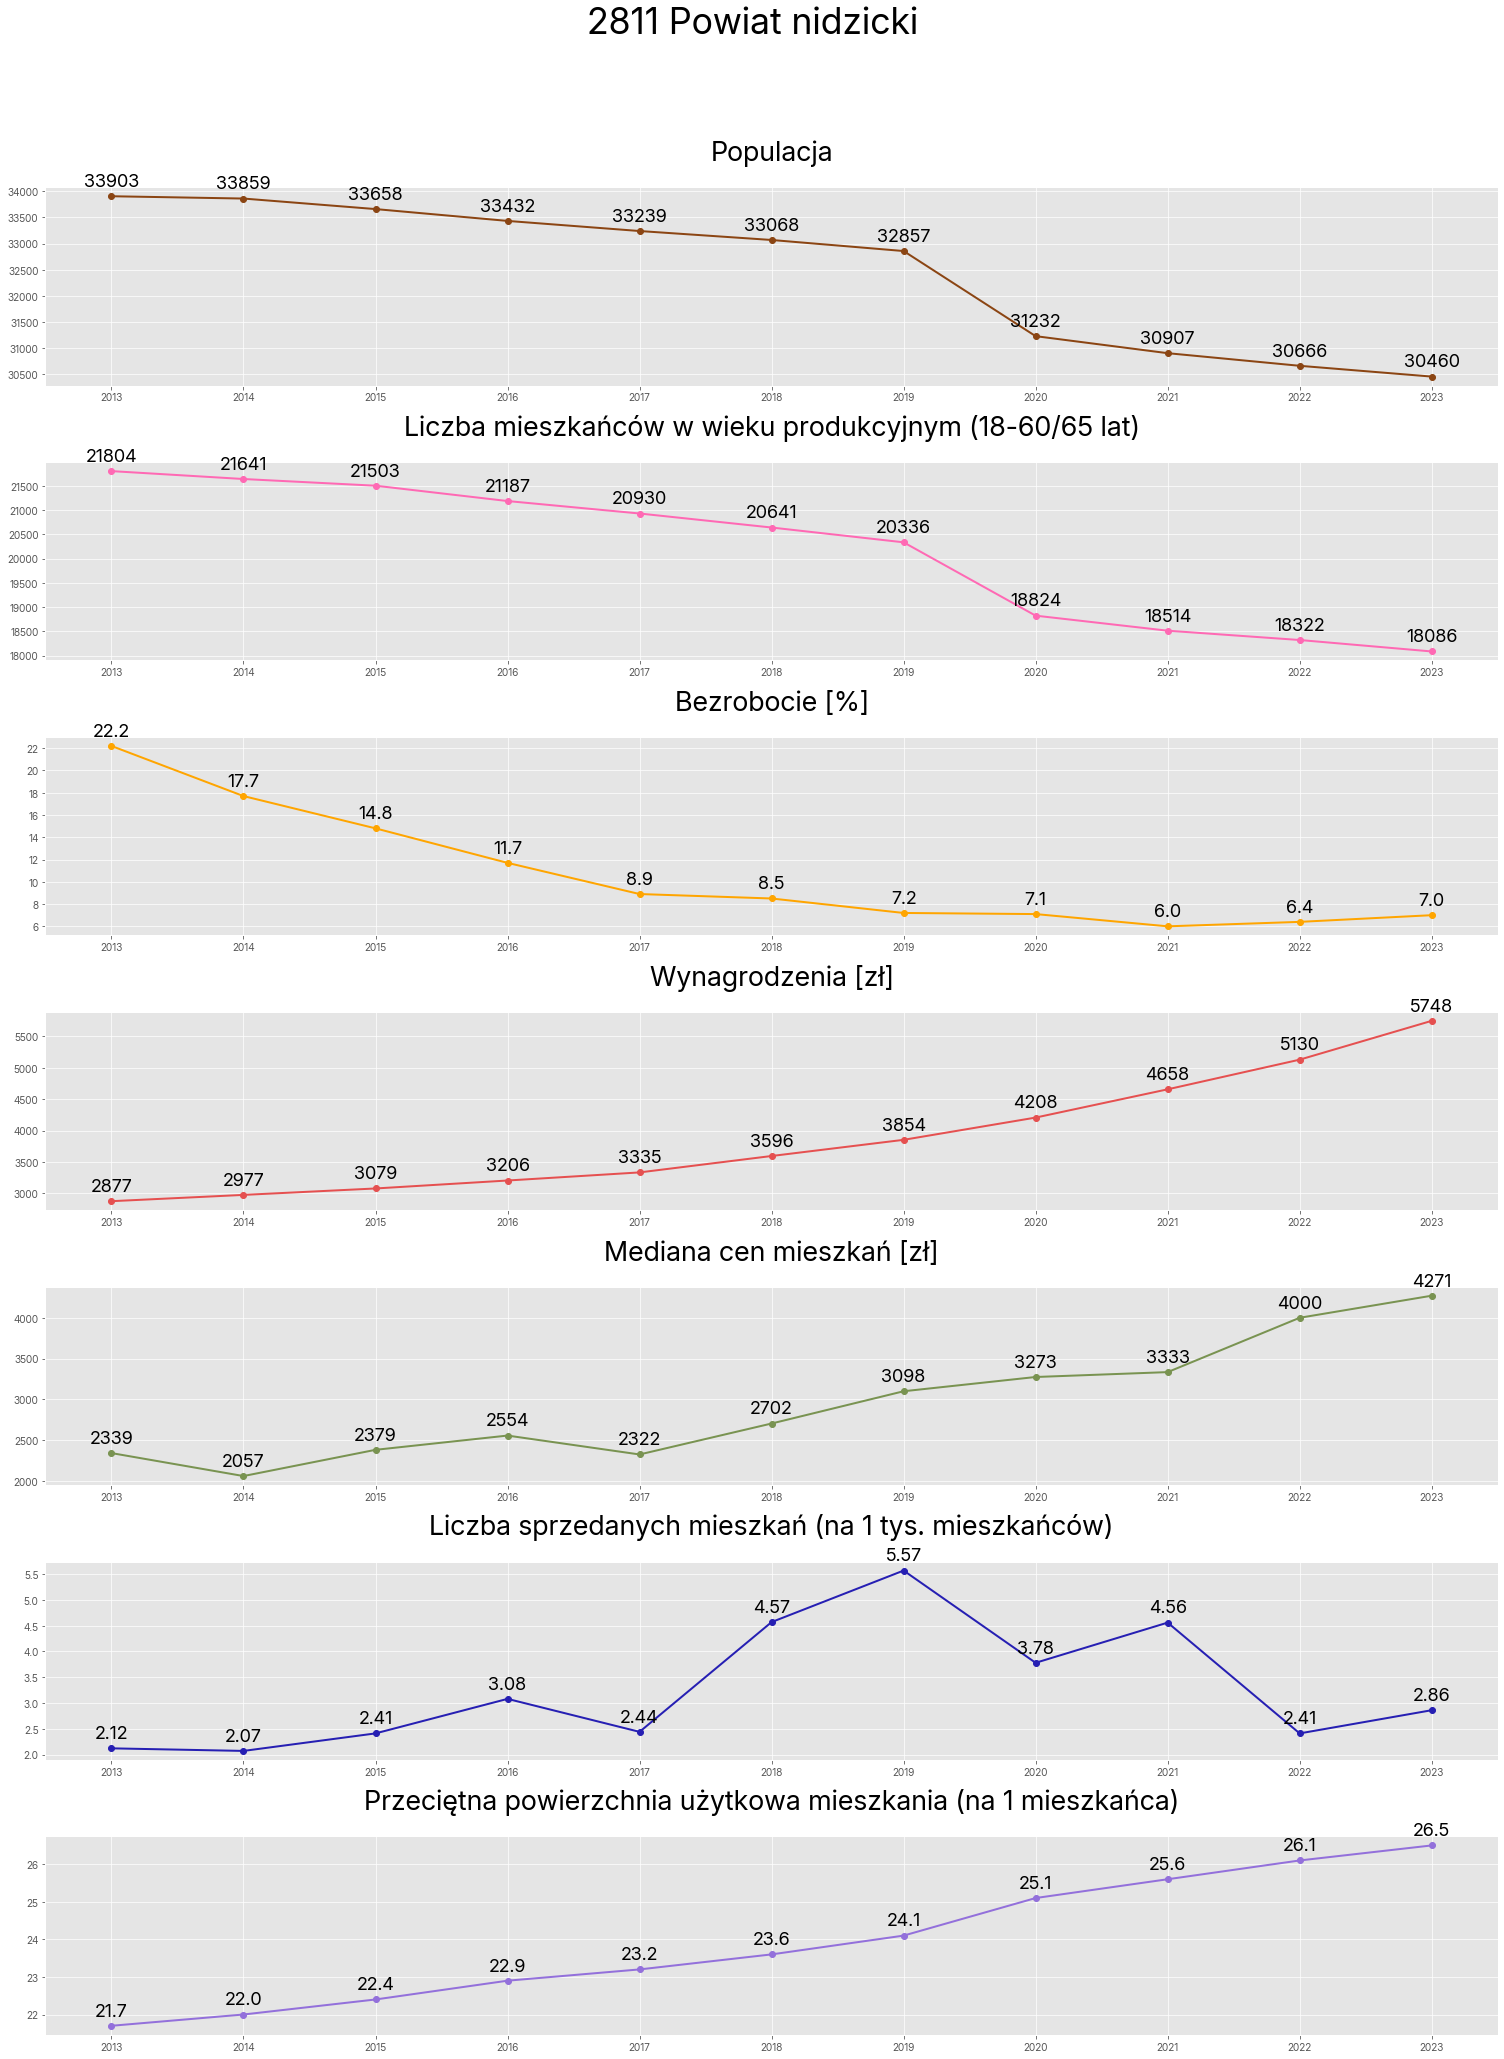 2811 Powiat nidzicki
Populacja
33903 33859 33658 33432 33239 33068 32857 31232 30907 30666 30460
34000
33500
33000
32500
32000
31500
31000
30500
2013 2014 2015 2016 2017 2018 2019 2020 2021 2022 2023
Liczba mieszkańców w wieku produkcyjnym (18-60/65 lat)
21804 21641 21503 21187 20930 20641 20336 18824 18514 18322 18086
21500
21000
20500
20000
19500
19000
18500
18000
2013 2014 2015 2016 2017 2018 2019 2020 2021 2022 2023
Bezrobocie [%]
22.2 17.7 14.8 11.7 8.9 8.5 7.2 7.1 6.0 6.4 7.0
22
20
18
16
14
12
10
8
6
2013 2014 2015 2016 2017 2018 2019 2020 2021 2022 2023
Wynagrodzenia [zł]
2877 2977 3079 3206 3335 3596 3854 4208 4658 5130 5748
5500
5000
4500
4000
3500
3000
2013 2014 2015 2016 2017 2018 2019 2020 2021 2022 2023
Mediana cen mieszkań [zł]
2339 2057 2379 2554 2322 2702 3098 3273 3333 4000 4271
4000
3500
3000
2500
2000
2013 2014 2015 2016 2017 2018 2019 2020 2021 2022 2023
Liczba sprzedanych mieszkań (na 1 tys. mieszkańców)
2.12 2.07 2.41 3.08 2.44 4.57 5.57 3.78 4.56 2.41 2.86
5.5
5.0
4.5
4.0
3.5
3.0
2.5
2.0
2013 2014 2015 2016 2017 2018 2019 2020 2021 2022 2023
Przeciętna powierzchnia użytkowa mieszkania (na 1 mieszkańca)
21.7 22.0 22.4 22.9 23.2 23.6 24.1 25.1 25.6 26.1 26.5
26
25
24
23
22
2013 2014 2015 2016 2017 2018 2019 2020 2021 2022 2023